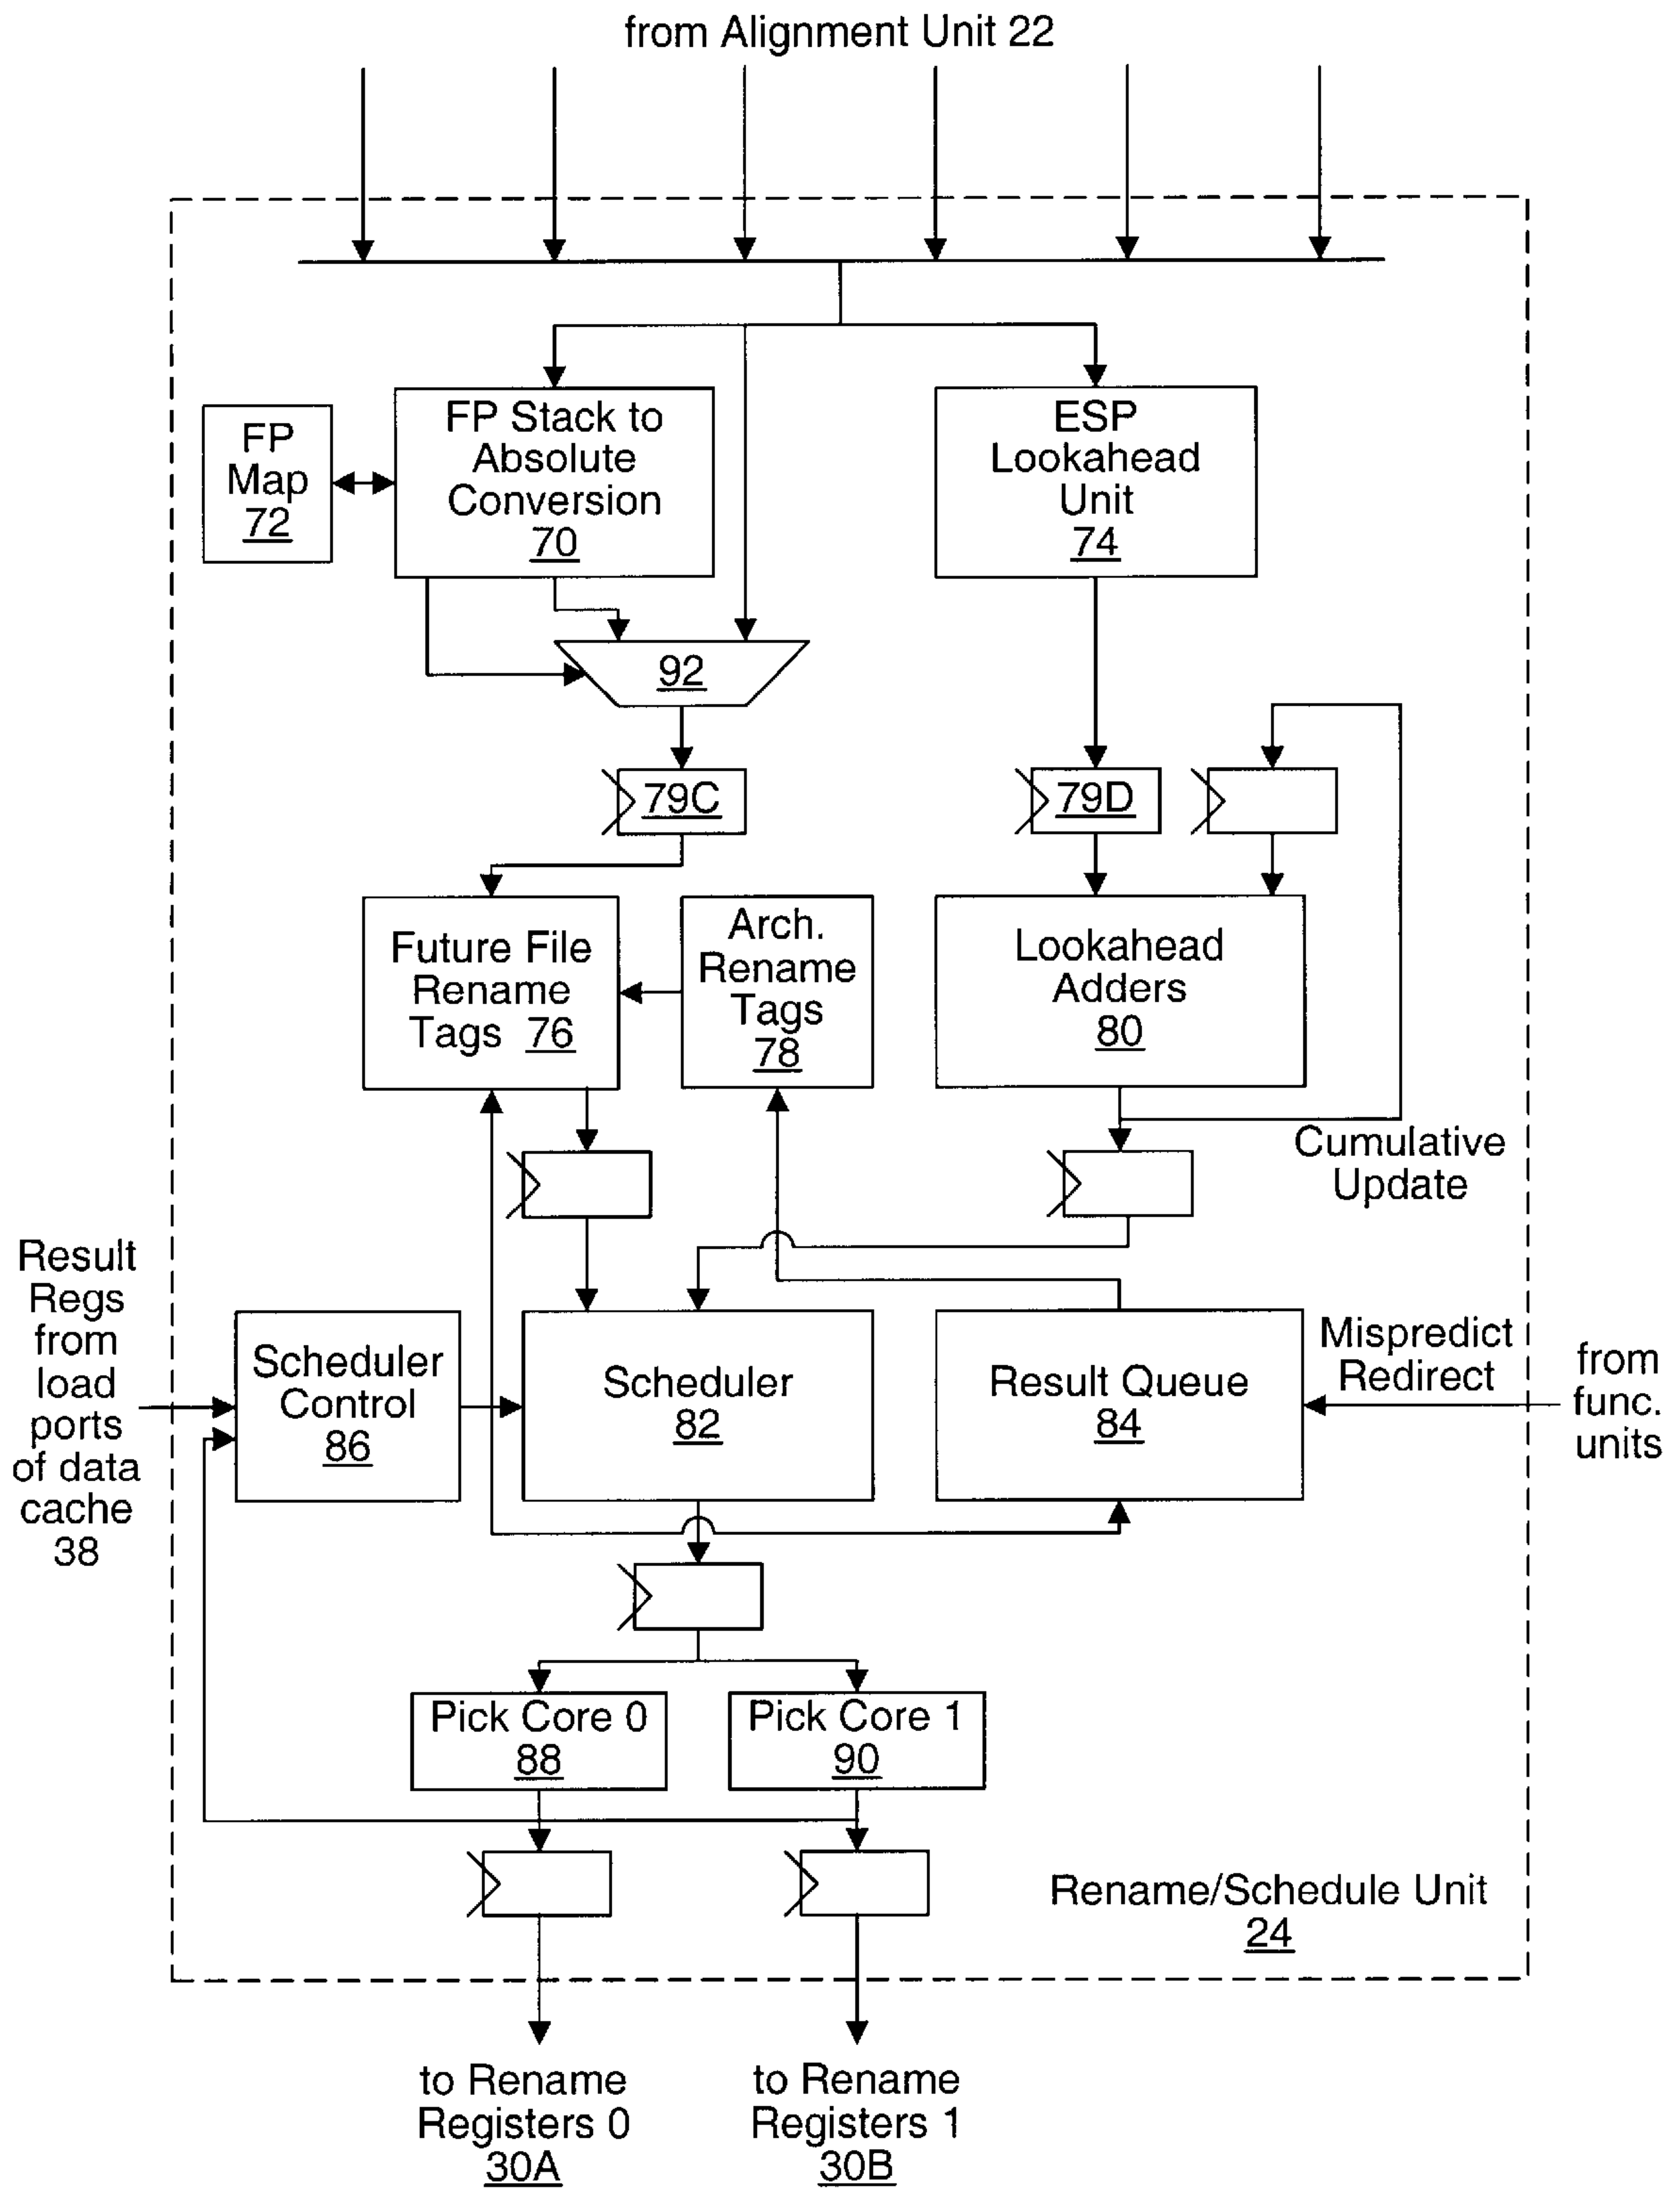 from Alignment Unit 22
FP
Map
72
FP Stack to
Absolute
Conversion
70
ESP
Lookahead
Unit
74
92
79C
79D
Future File
Rename
Tags 76
Arch.
Rename
Tags
78
Lookahead
Adders
80
Cumulative
Update
Result
Regs
from
load
ports
of data
cache
38
Scheduler
Control
86
Scheduler
82
Result Queue
84
Mispredict
Redirect
from
func.
units
Pick Core 0
88
Pick Core 1
90
Rename/Schedule Unit
24
to Rename
Registers 0
30A
to Rename
Registers 1
30B